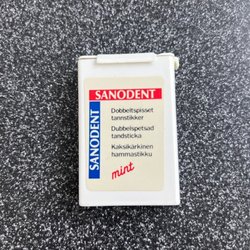 SANODENT
SANODENT
Dobbeltspisset
tannstikker
Dubbelspetsad
tandsticka
Kaksikärkinen
hammastikku
mint